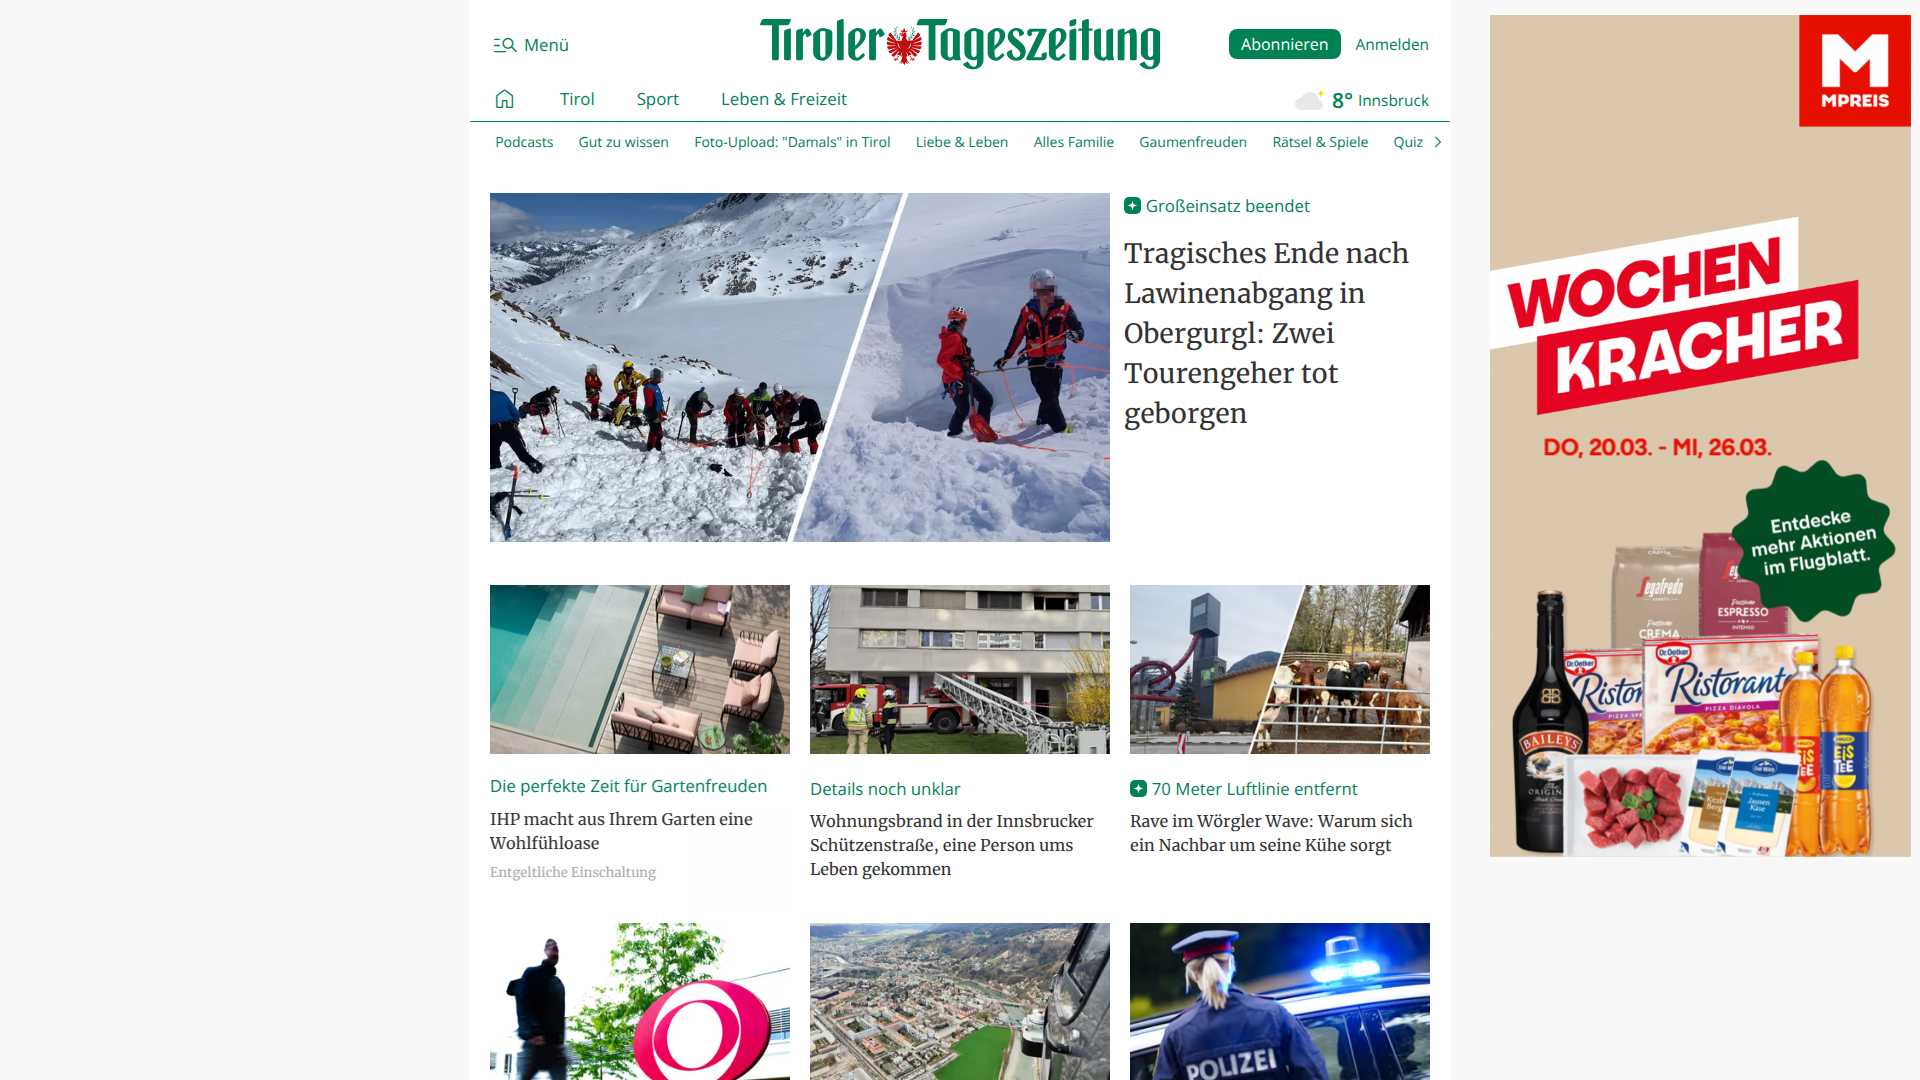 Menü
Tiroler Tageszeitung
Abonnieren
Anmelden
Tirol
Sport
Leben & Freizeit
8° Innsbruck
Podcasts
Gut zu wissen
Foto-Upload: "Damals" in Tirol
Liebe & Leben
Alles Familie
Gaumenfreuden
Rätsel & Spiele
Quiz
Großeinsatz beendet
Tragisches Ende nach
Lawinenabgang in
Obergurgl: Zwei
Tourengeher tot
geborgen
Die perfekte Zeit für Gartenfreuden
IHP macht aus Ihrem Garten eine
Wohlfühloase
Entgeltliche Einschaltung
Details noch unklar
Wohnungsbrand in der Innsbrucker
Schützenstraße, eine Person ums
Leben gekommen
70 Meter Luftlinie entfernt
Rave im Wörgler Wave: Warum sich
ein Nachbar um seine Kühe sorgt
POLIZEI
M
MPREIS
WOCHEN
KRACHER
DO, 20.03. - MI, 26.03.
Entdecke
mehr Aktionen
im Flugblatt.
Segafredo
CREMA
ESPRESSO
Dr.Oetker
Dr.Oetker
Ristorante
PIZZA DIAVOLA
BAILEYS
EIS
TEE